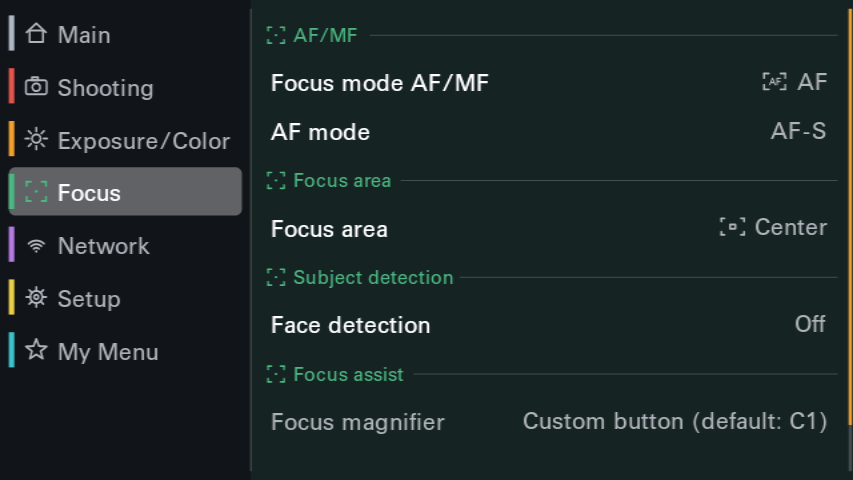 Main
Shooting
Exposure/Color
Focus
Network
Setup
My Menu
AF/MF
Focus mode AF/MF AF AF
AF mode AF-S
Focus area
Focus area Center
Subject detection
Face detection Off
Focus assist
Focus magnifier Custom button (default: C1)